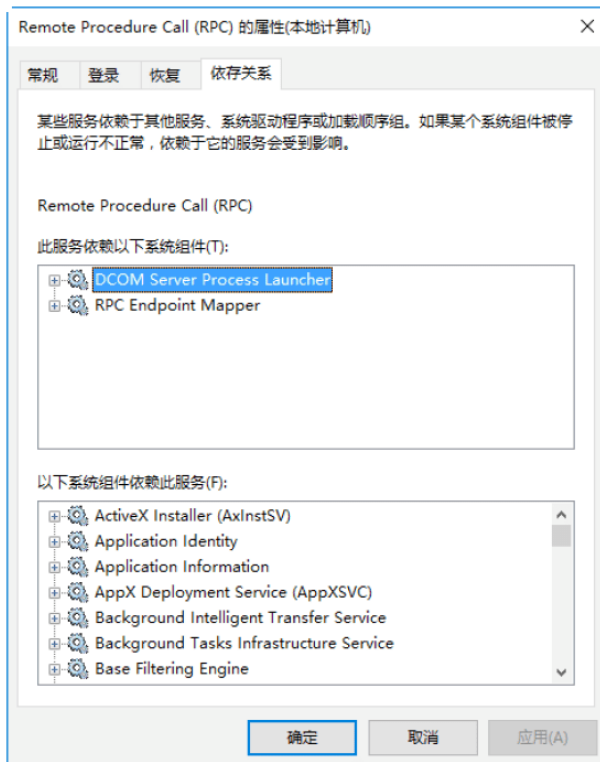 Remote Procedure Call (RPC) 的属性(本地计算机)
常规 登录 恢复 依存关系
某些服务依赖于其他服务、系统驱动程序或加载顺序组。如果某个系统组件被停
止或运行不正常，依赖于它的服务会受到影响。
Remote Procedure Call (RPC)
此服务依赖以下系统组件(T):
DCOM Server Process Launcher
RPC Endpoint Mapper
以下系统组件依赖此服务(F):
ActiveX Installer (AxInstSV)
Application Identity
Application Information
AppX Deployment Service (AppXSVC)
Background Intelligent Transfer Service
Background Tasks Infrastructure Service
Base Filtering Engine
确定 取消 应用(A)